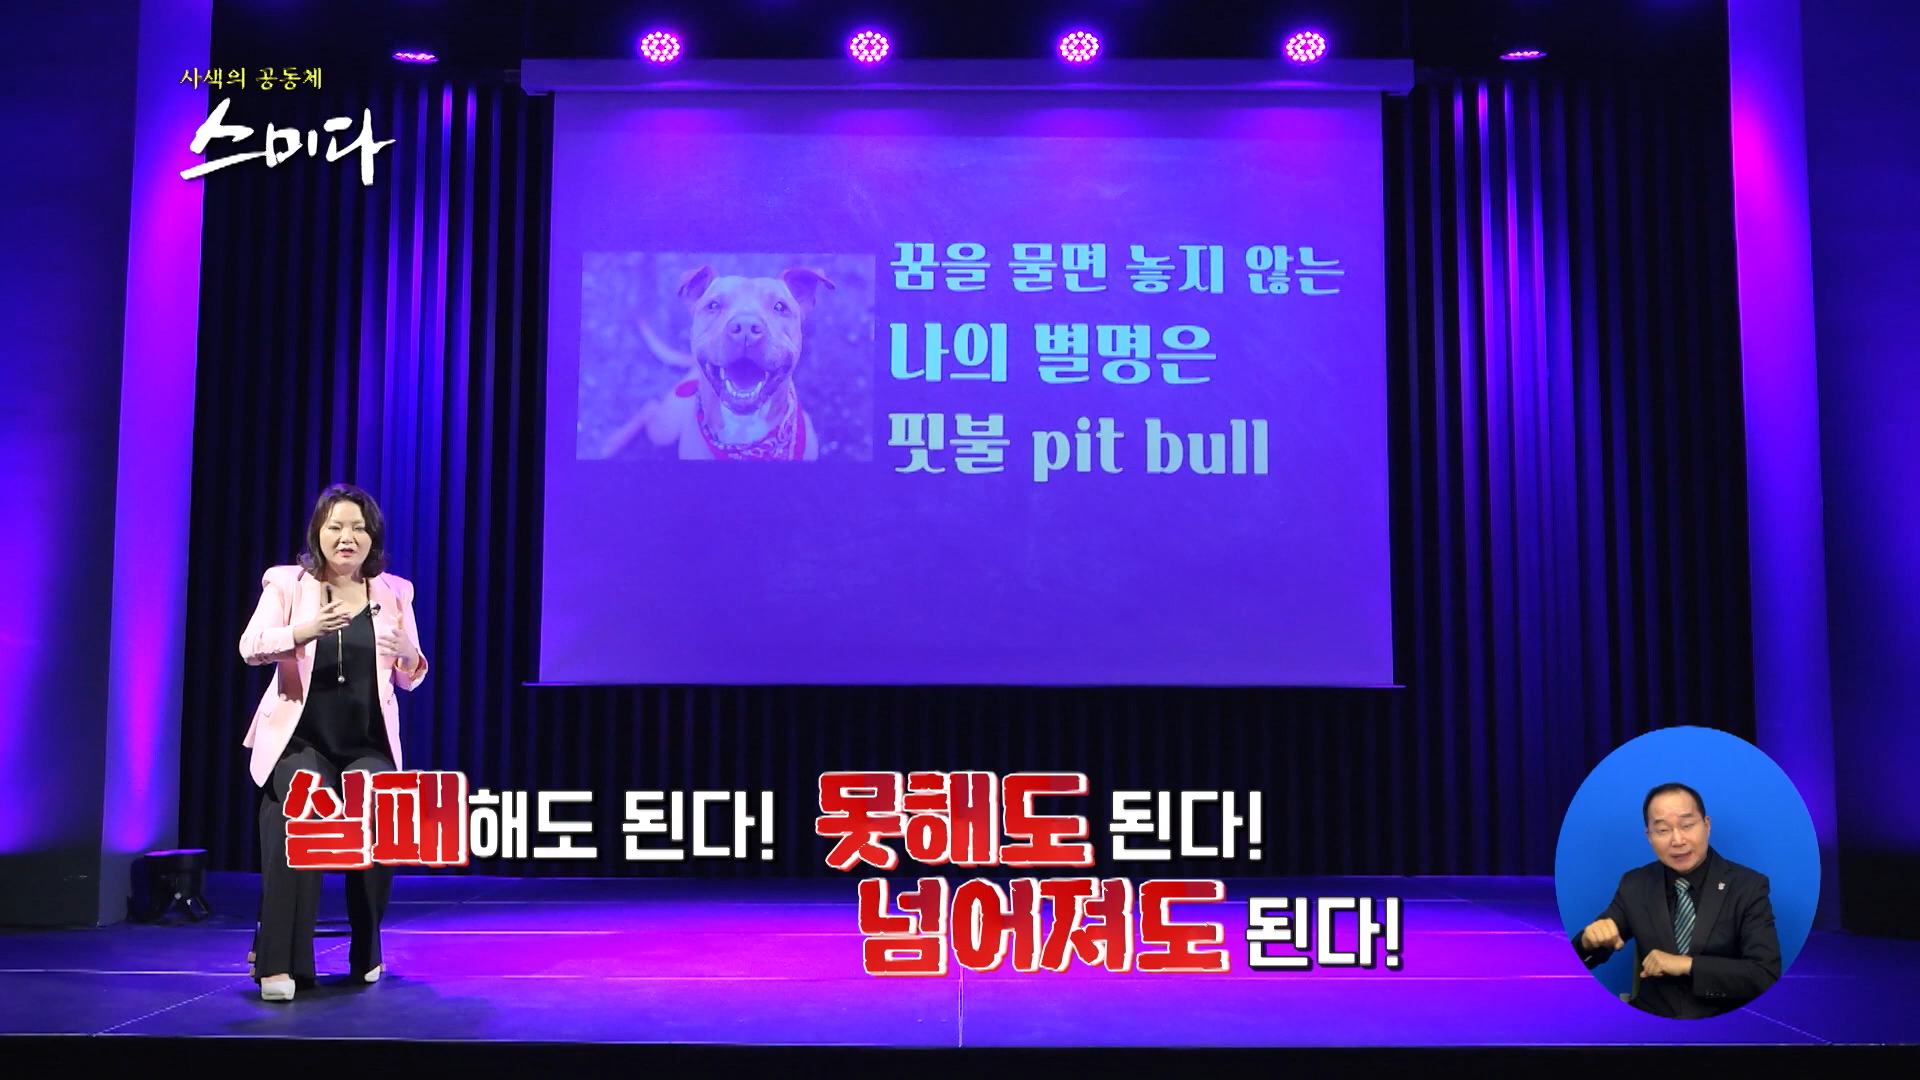 사색의 공동체
스미다
꿈을 물면 놓지 않는
나의 별명은
핏불 pit bull
실패해도 된다! 못해도 된다!
넘어져도 된다!